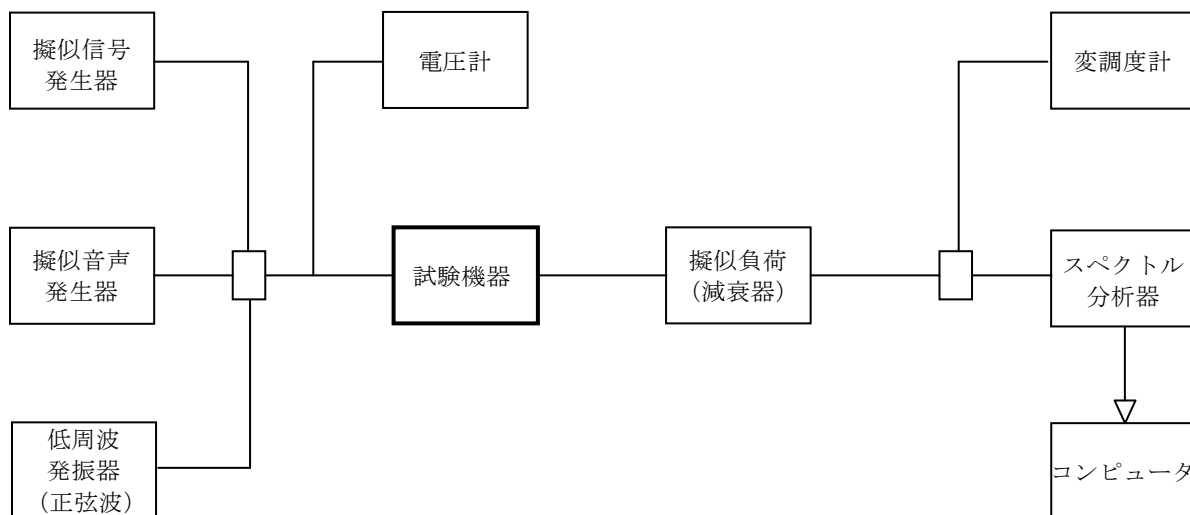 擬似信号
発生器
電圧計
変調度計
擬似音声
発生器
試験機器
擬似負荷
（減衰器）
スペクトル
分析器
低周波
発振器
（正弦波）
コンピュータ